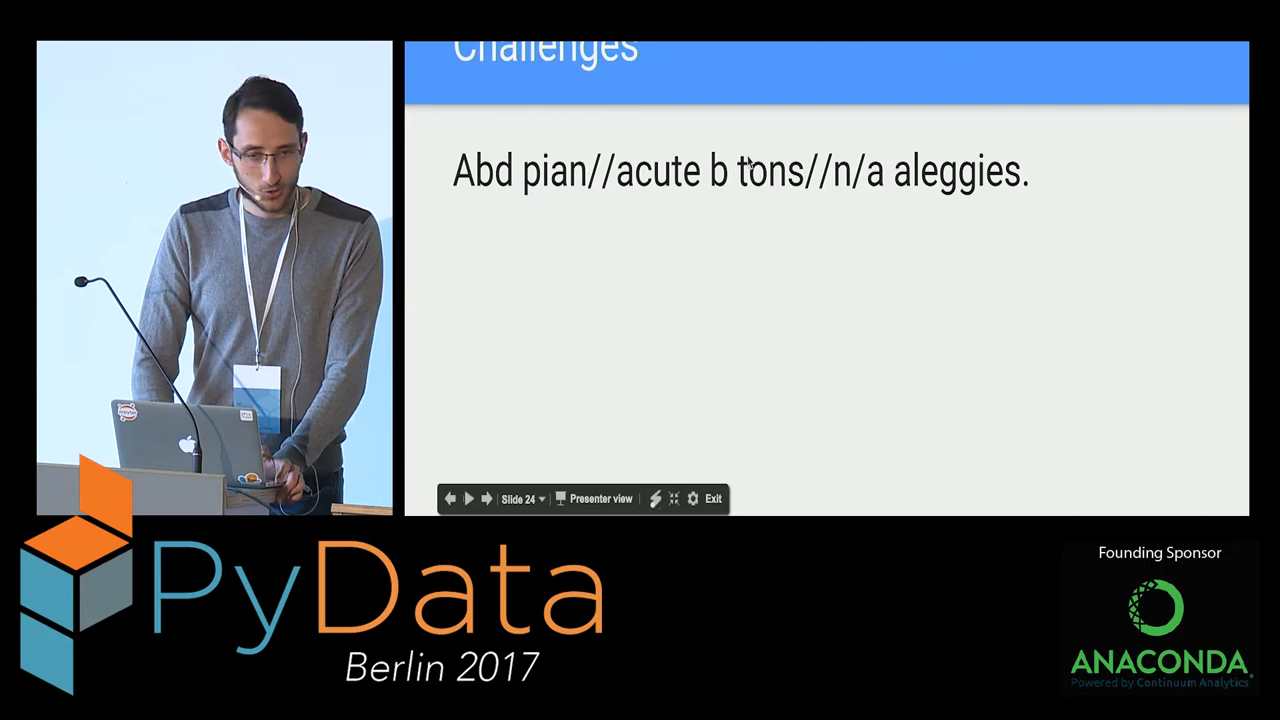 Challenges
Abd pian//acute b tons//n/a aleggies.
Slide 24
Presenter view
Exit
PyData
Berlin 2017
Founding Sponsor
ANACONDA
Powered by Continuum Analytics